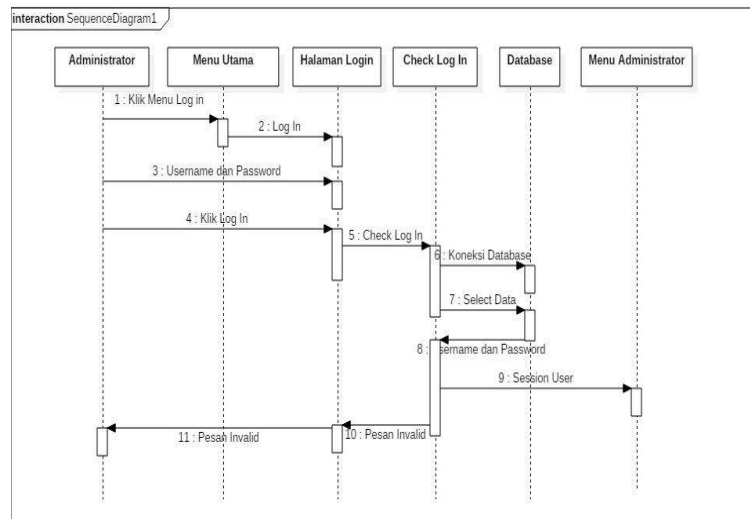 interaction SequenceDiagram1
Administrator
Menu Utama
Halaman Login
Check Log In
Database
Menu Administrator
1 : Klik Menu Log in
2 : Log In
3 : Username dan Password
4 : Klik Log In
5 : Check Log In
6 : Koneksi Database
7 : Select Data
8 : Username dan Password
9 : Session User
10 : Pesan Invalid
11 : Pesan Invalid